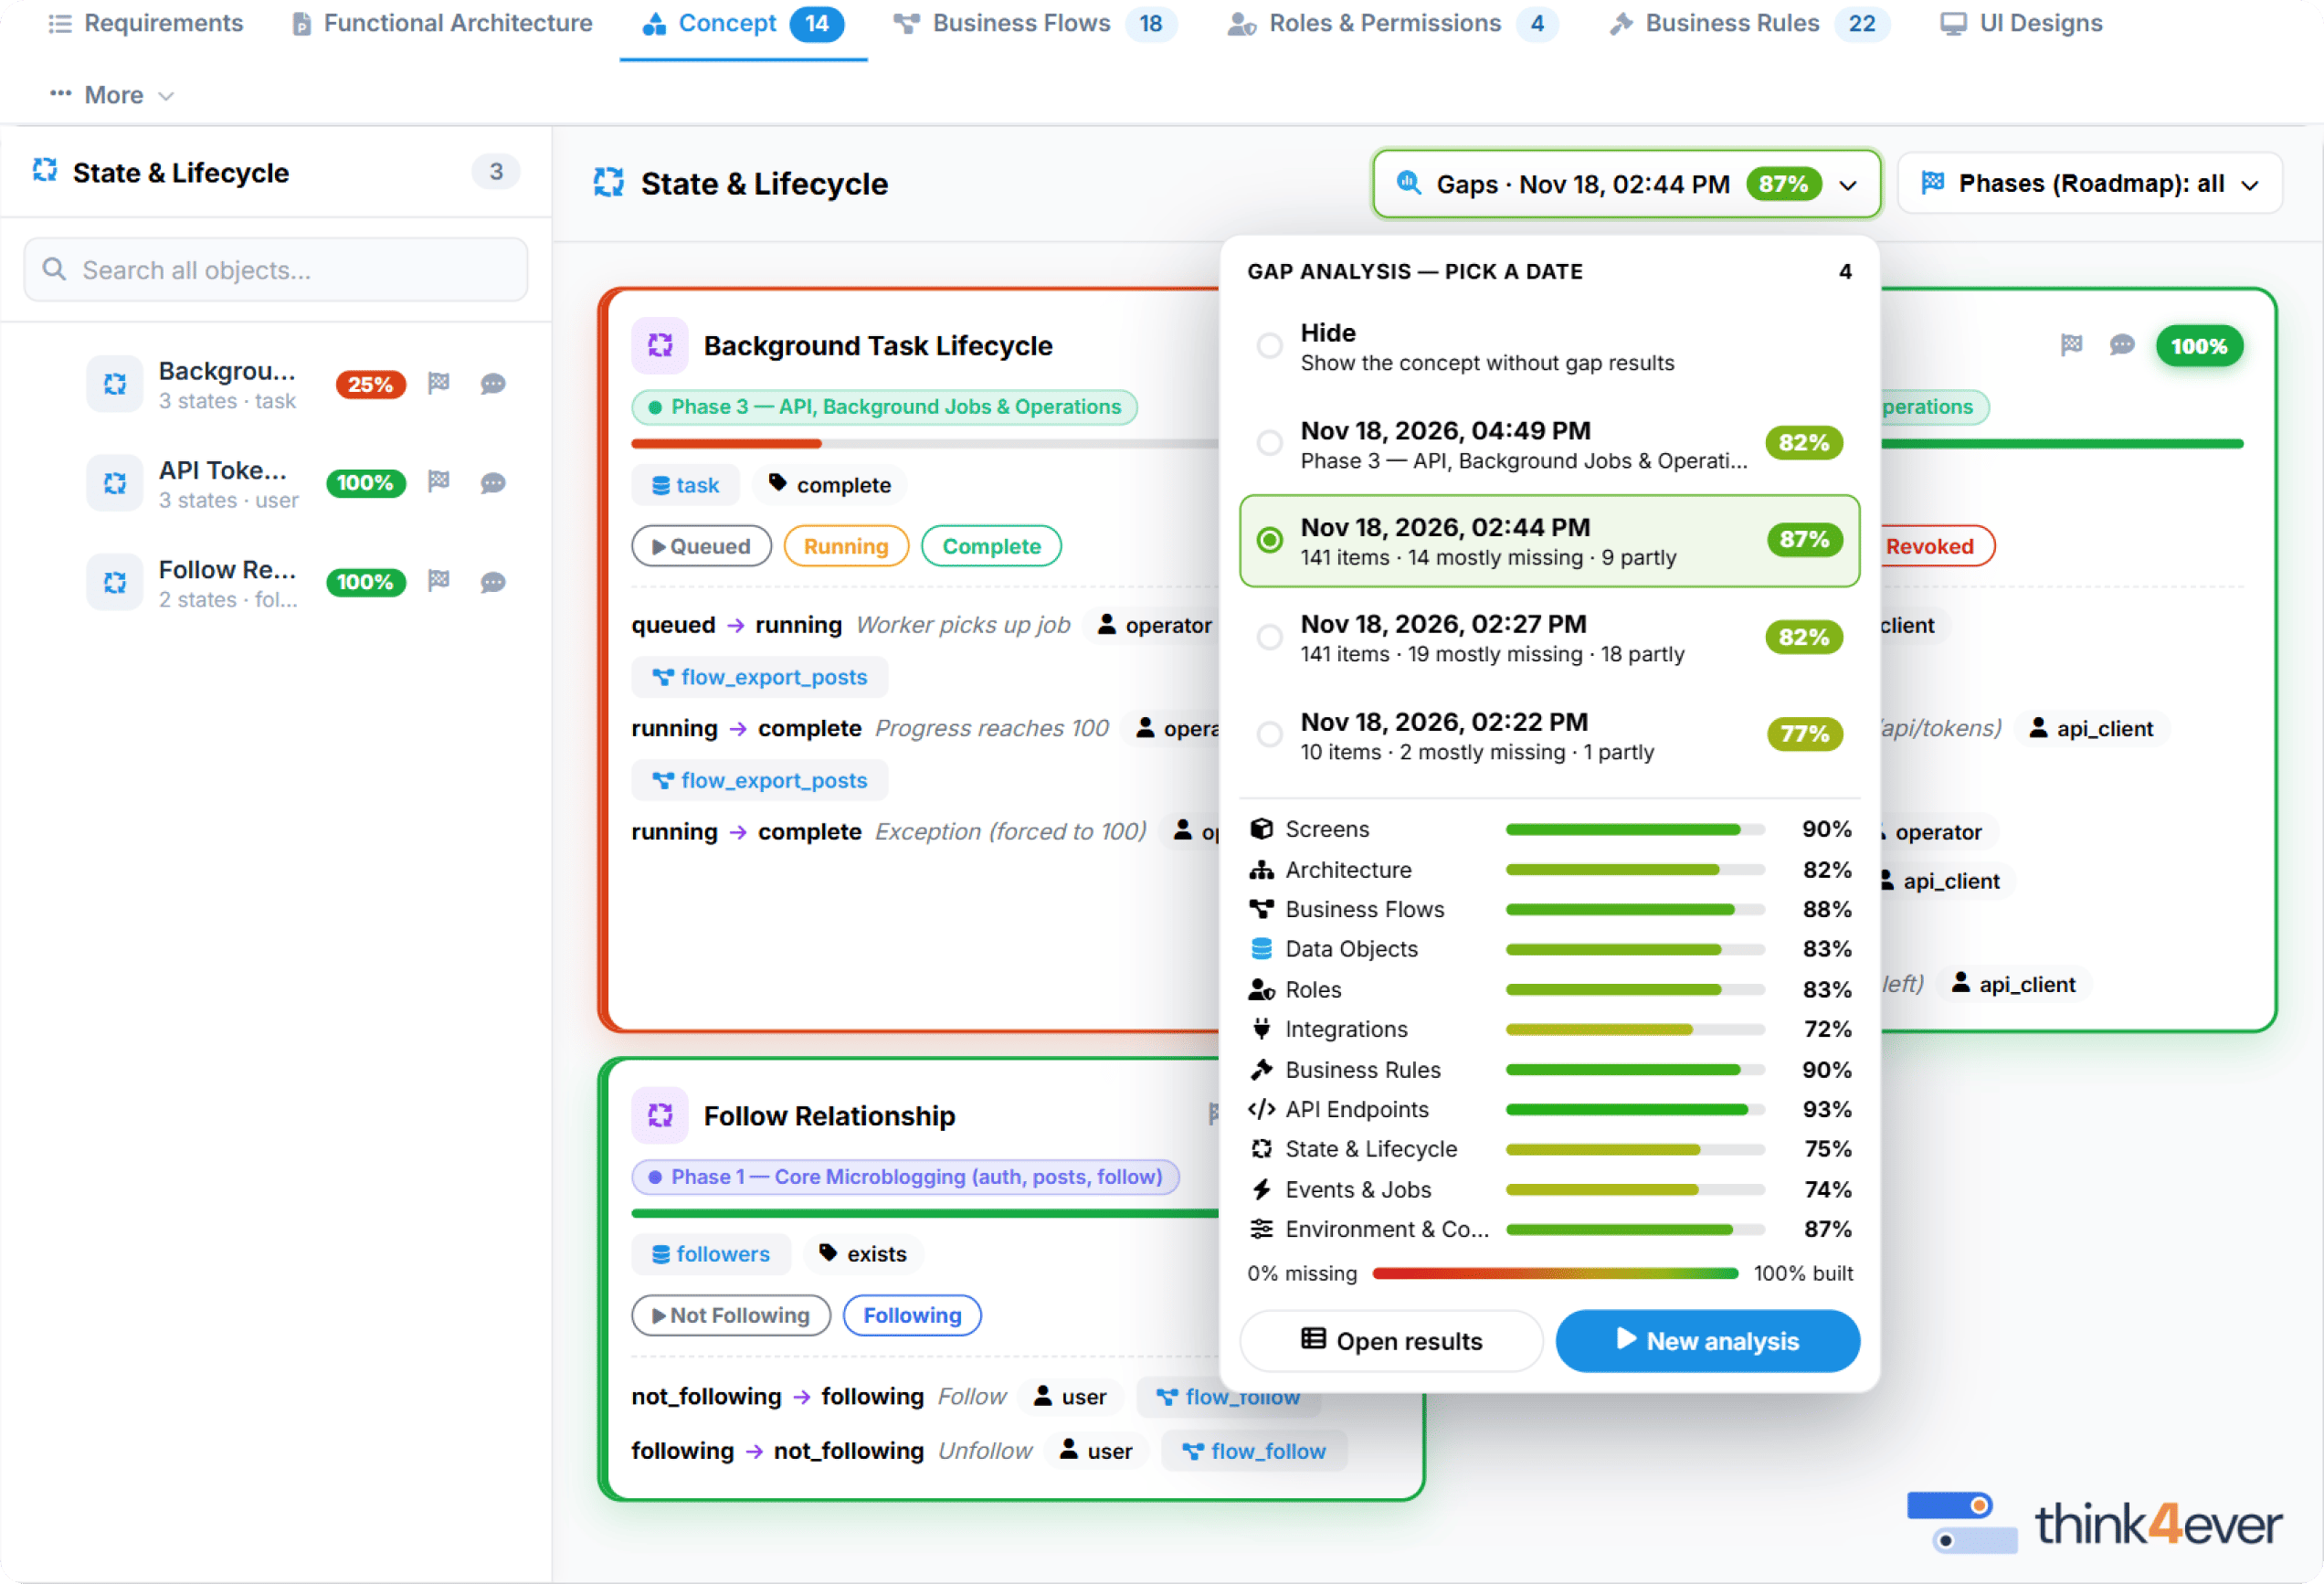 Requirements
Functional Architecture
Concept 14
Business Flows 18
Roles & Permissions 4
Business Rules 22
UI Designs
More
State & Lifecycle 3
Search all objects...
Backgrou... 25%
3 states · task
API Toke... 100%
3 states · user
Follow Re... 100%
2 states · fol...
State & Lifecycle
Gaps · Nov 18, 02:44 PM 87%
Phases (Roadmap): all
Background Task Lifecycle
Phase 3 — API, Background Jobs & Operations
task complete
Queued Running Complete
queued → running Worker picks up job operator
flow_export_posts
running → complete Progress reaches 100 opera
flow_export_posts
running → complete Exception (forced to 100) op
Follow Relationship
Phase 1 — Core Microblogging (auth, posts, follow)
followers exists
Not Following Following
not_following → following Follow user flow_follow
following → not_following Unfollow user flow_follow
GAP ANALYSIS — PICK A DATE 4
Hide
Show the concept without gap results
Nov 18, 2026, 04:49 PM 82%
Phase 3 — API, Background Jobs & Operati...
Nov 18, 2026, 02:44 PM 87%
141 items · 14 mostly missing · 9 partly
Nov 18, 2026, 02:27 PM 82%
141 items · 19 mostly missing · 18 partly
Nov 18, 2026, 02:22 PM 77%
10 items · 2 mostly missing · 1 partly
Screens 90%
Architecture 82%
Business Flows 88%
Data Objects 83%
Roles 83%
Integrations 72%
Business Rules 90%
API Endpoints 93%
State & Lifecycle 75%
Events & Jobs 74%
Environment & Co... 87%
0% missing 100% built
Open results
New analysis
100%
perations
Revoked
client
/api/tokens) api_client
operator
api_client
left) api_client
think4ever